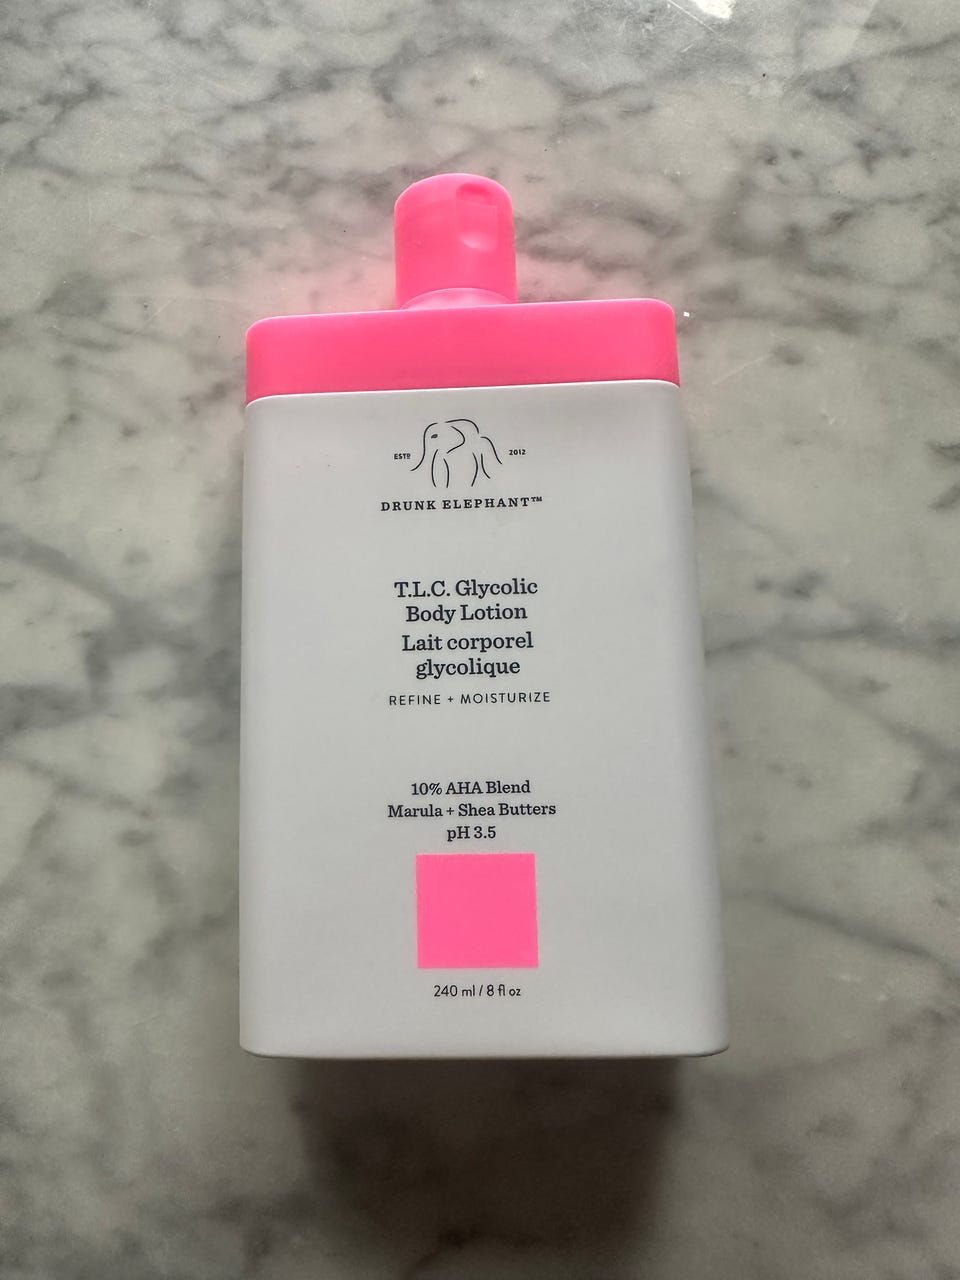 ESTD 2012
DRUNK ELEPHANT™
T.L.C. Glycolic
Body Lotion
Lait corporel
glycolique
REFINE + MOISTURIZE
10% AHA Blend
Marula + Shea Butters
pH 3.5
240 ml / 8 fl oz